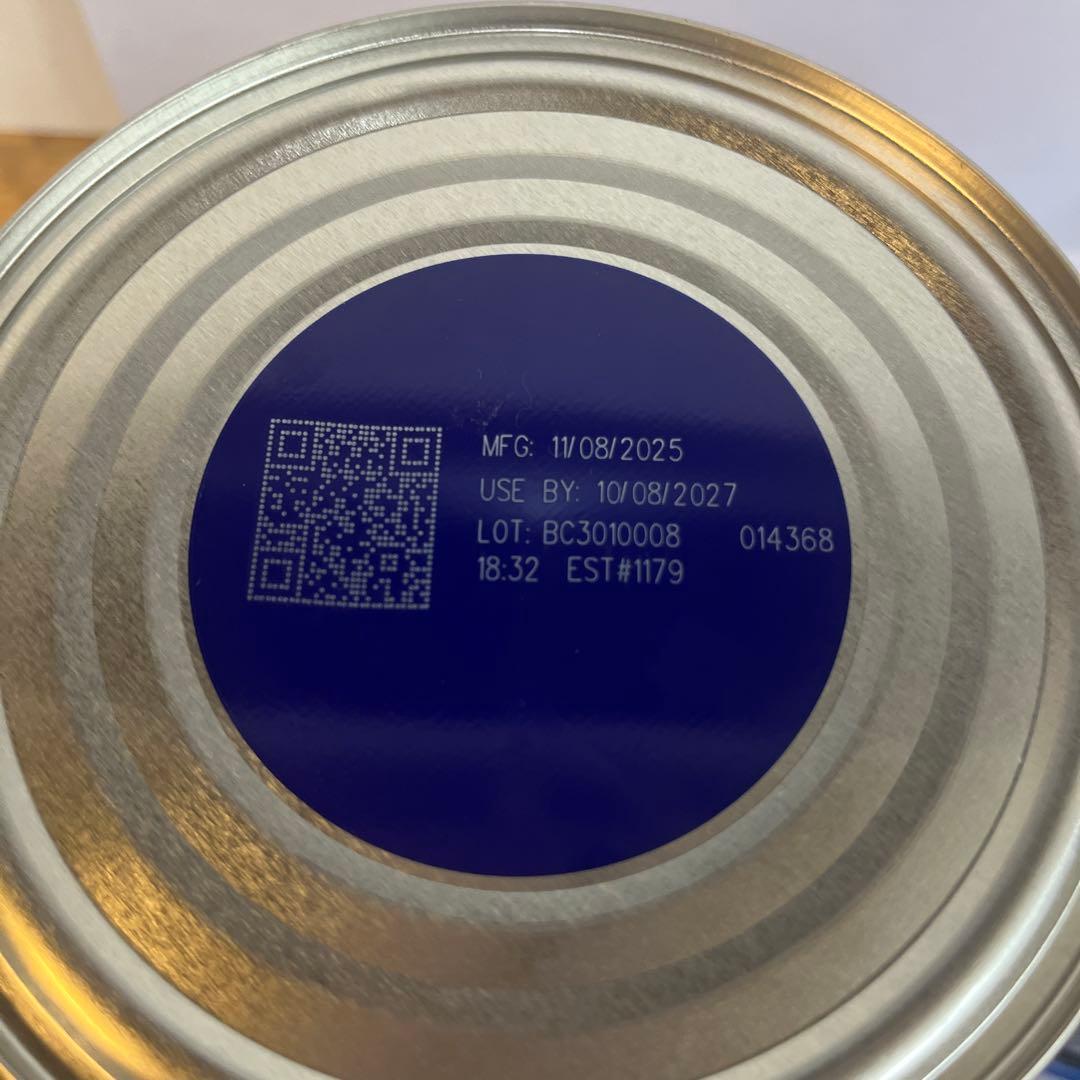 MFG: 11/08/2025
USE BY: 10/08/2027
LOT: BC3010008 014368
18:32 EST#1179